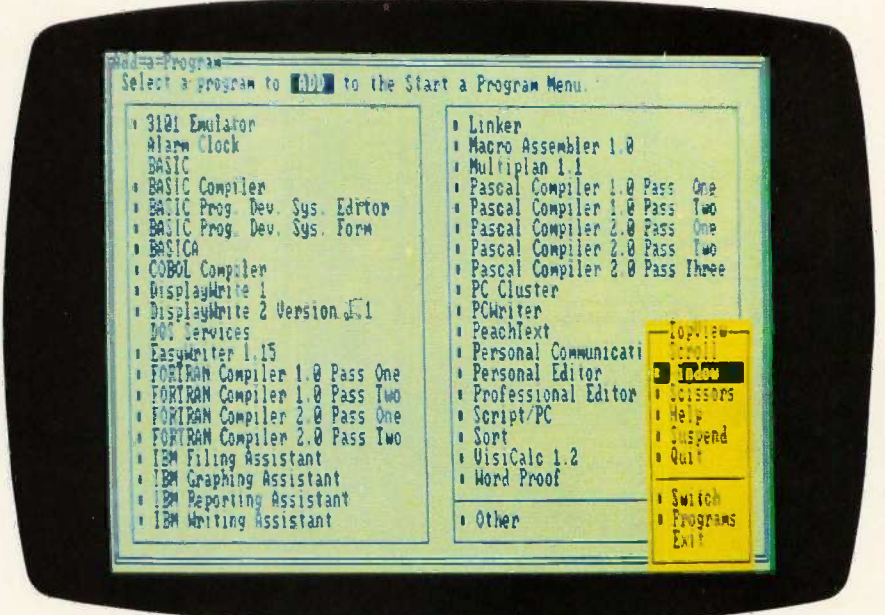 Add-a-Program
Select a program to ADD to the Start a Program Menu.
3101 Emulator
Alarm Clock
BASIC
BASIC Compiler
BASIC Prog. Dev. Sys. Editor
BASIC Prog. Dev. Sys. Form
BASICA
COBOL Compiler
DisplayWrite 1
DisplayWrite 2 Version 1
DOS Services
EasyWriter 1.15
FORTRAN Compiler 1.0 Pass One
FORTRAN Compiler 1.0 Pass Two
FORTRAN Compiler 2.0 Pass One
FORTRAN Compiler 2.0 Pass Two
IBM Filing Assistant
IBM Graphing Assistant
IBM Reporting Assistant
IBM Writing Assistant
Linker
Macro Assembler 1.0
Multiplan 1.1
Pascal Compiler 1.0 Pass One
Pascal Compiler 1.0 Pass Two
Pascal Compiler 2.0 Pass One
Pascal Compiler 2.0 Pass Two
Pascal Compiler 2.0 Pass Three
PC Cluster
PCWriter
PeachText
Personal Communicati
Personal Editor
Professional Editor
Script/PC
Sort
VisiCalc 1.2
Word Proof
Other
TopView
Scroll
Window
Scissors
Help
Suspend
Quit
Switch
Programs
Exit